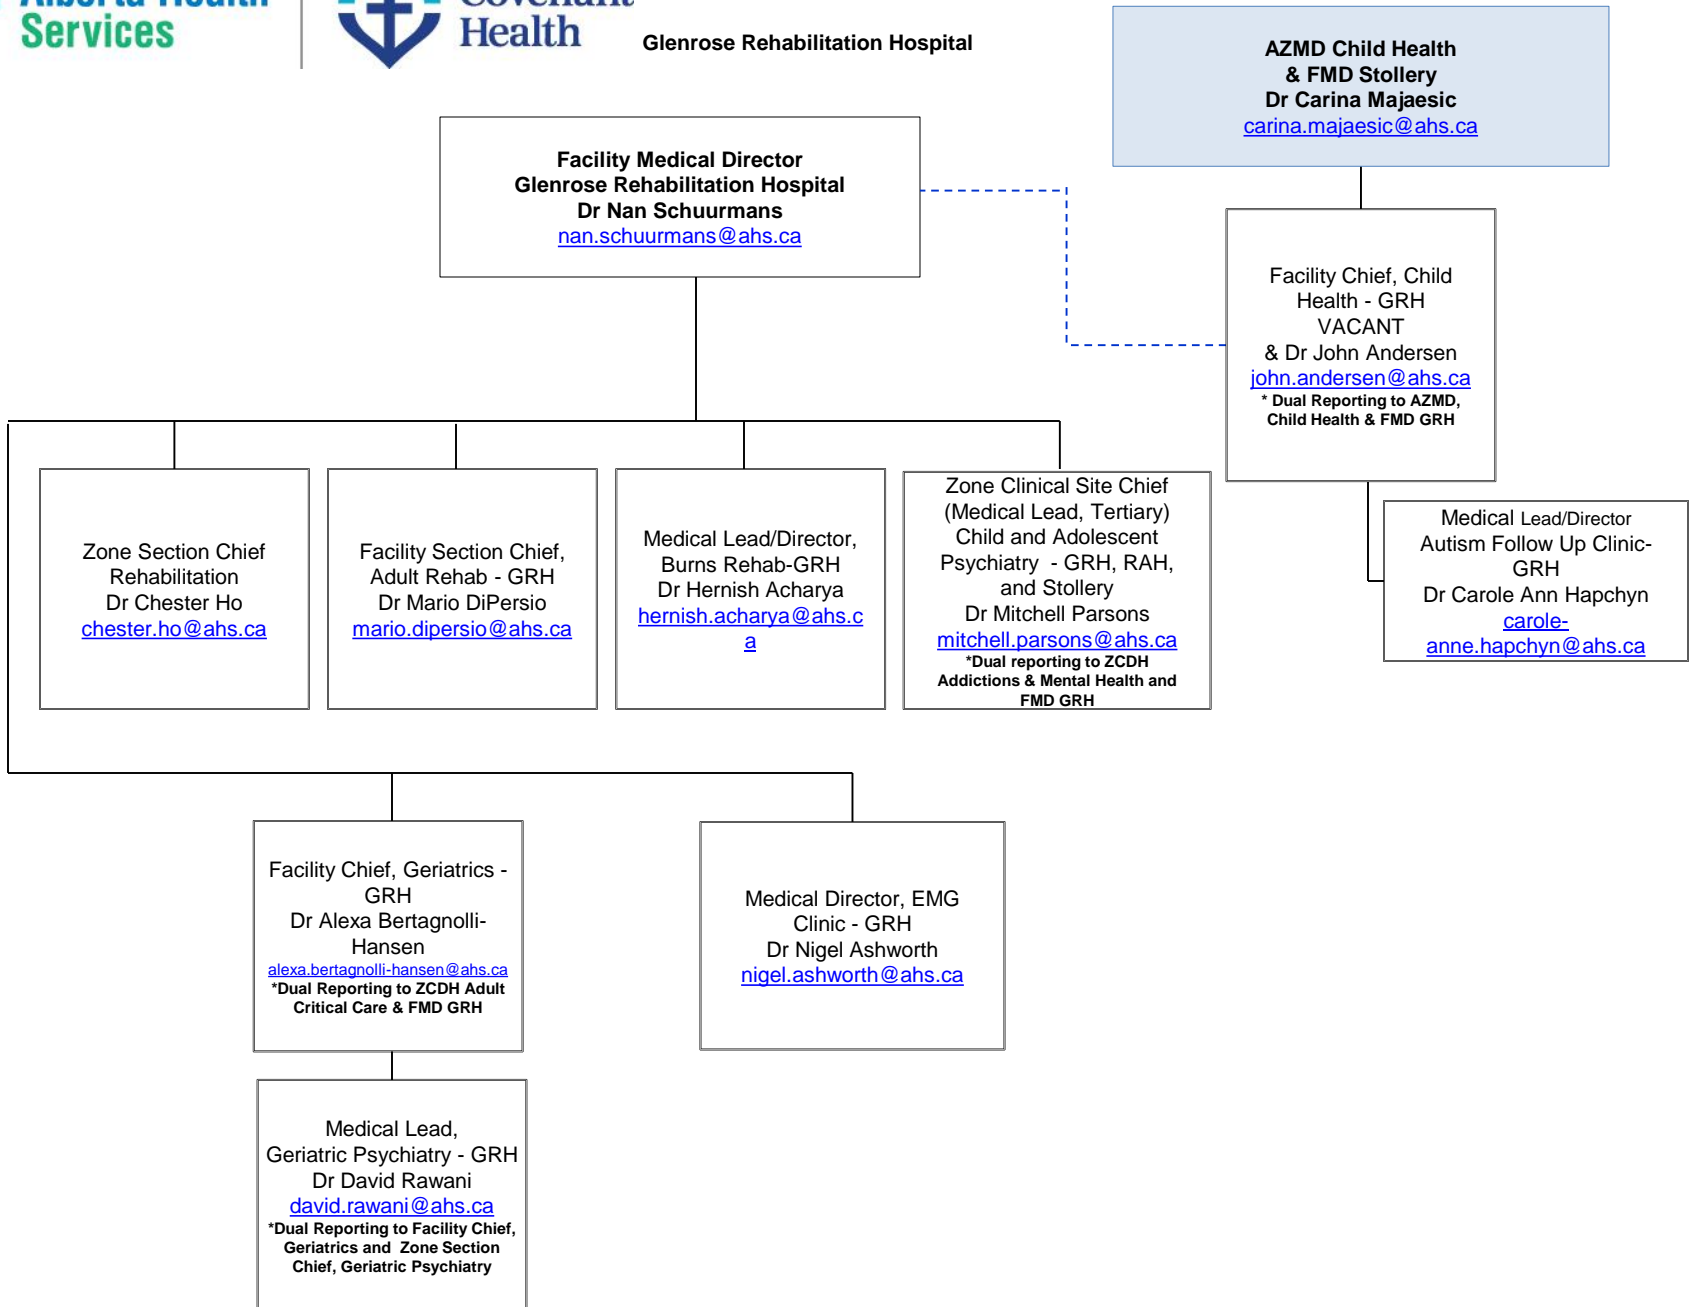 Alberta Health
Services
Covenant
Health
Glenrose Rehabilitation Hospital
AZMD Child Health
& FMD Stollery
Dr Carina Majaesic
carina.majaesic@ahs.ca
Facility Medical Director
Glenrose Rehabilitation Hospital
Dr Nan Schuurmans
nan.schuurmans@ahs.ca
Facility Chief, Child
Health - GRH
VACANT
& Dr John Andersen
john.andersen@ahs.ca
* Dual Reporting to AZMD,
Child Health & FMD GRH
Zone Section Chief
Rehabilitation
Dr Chester Ho
chester.ho@ahs.ca
Facility Section Chief,
Adult Rehab - GRH
Dr Mario DiPersio
mario.dipersio@ahs.ca
Medical Lead/Director,
Burns Rehab-GRH
Dr Hernish Acharya
hernish.acharya@ahs.c
a
Zone Clinical Site Chief
(Medical Lead, Tertiary)
Child and Adolescent
Psychiatry  - GRH, RAH,
and Stollery
Dr Mitchell Parsons
mitchell.parsons@ahs.ca
*Dual reporting to ZCDH
Addictions & Mental Health and
FMD GRH
Medical Lead/Director
Autism Follow Up Clinic-
GRH
Dr Carole Ann Hapchyn
carole-
anne.hapchyn@ahs.ca
Facility Chief, Geriatrics -
GRH
Dr Alexa Bertagnolli-
Hansen
alexa.bertagnolli-hansen@ahs.ca
*Dual Reporting to ZCDH Adult
Critical Care & FMD GRH
Medical Director, EMG
Clinic - GRH
Dr Nigel Ashworth
nigel.ashworth@ahs.ca
Medical Lead,
Geriatric Psychiatry - GRH
Dr David Rawani
david.rawani@ahs.ca
*Dual Reporting to Facility Chief,
Geriatrics and  Zone Section
Chief, Geriatric Psychiatry